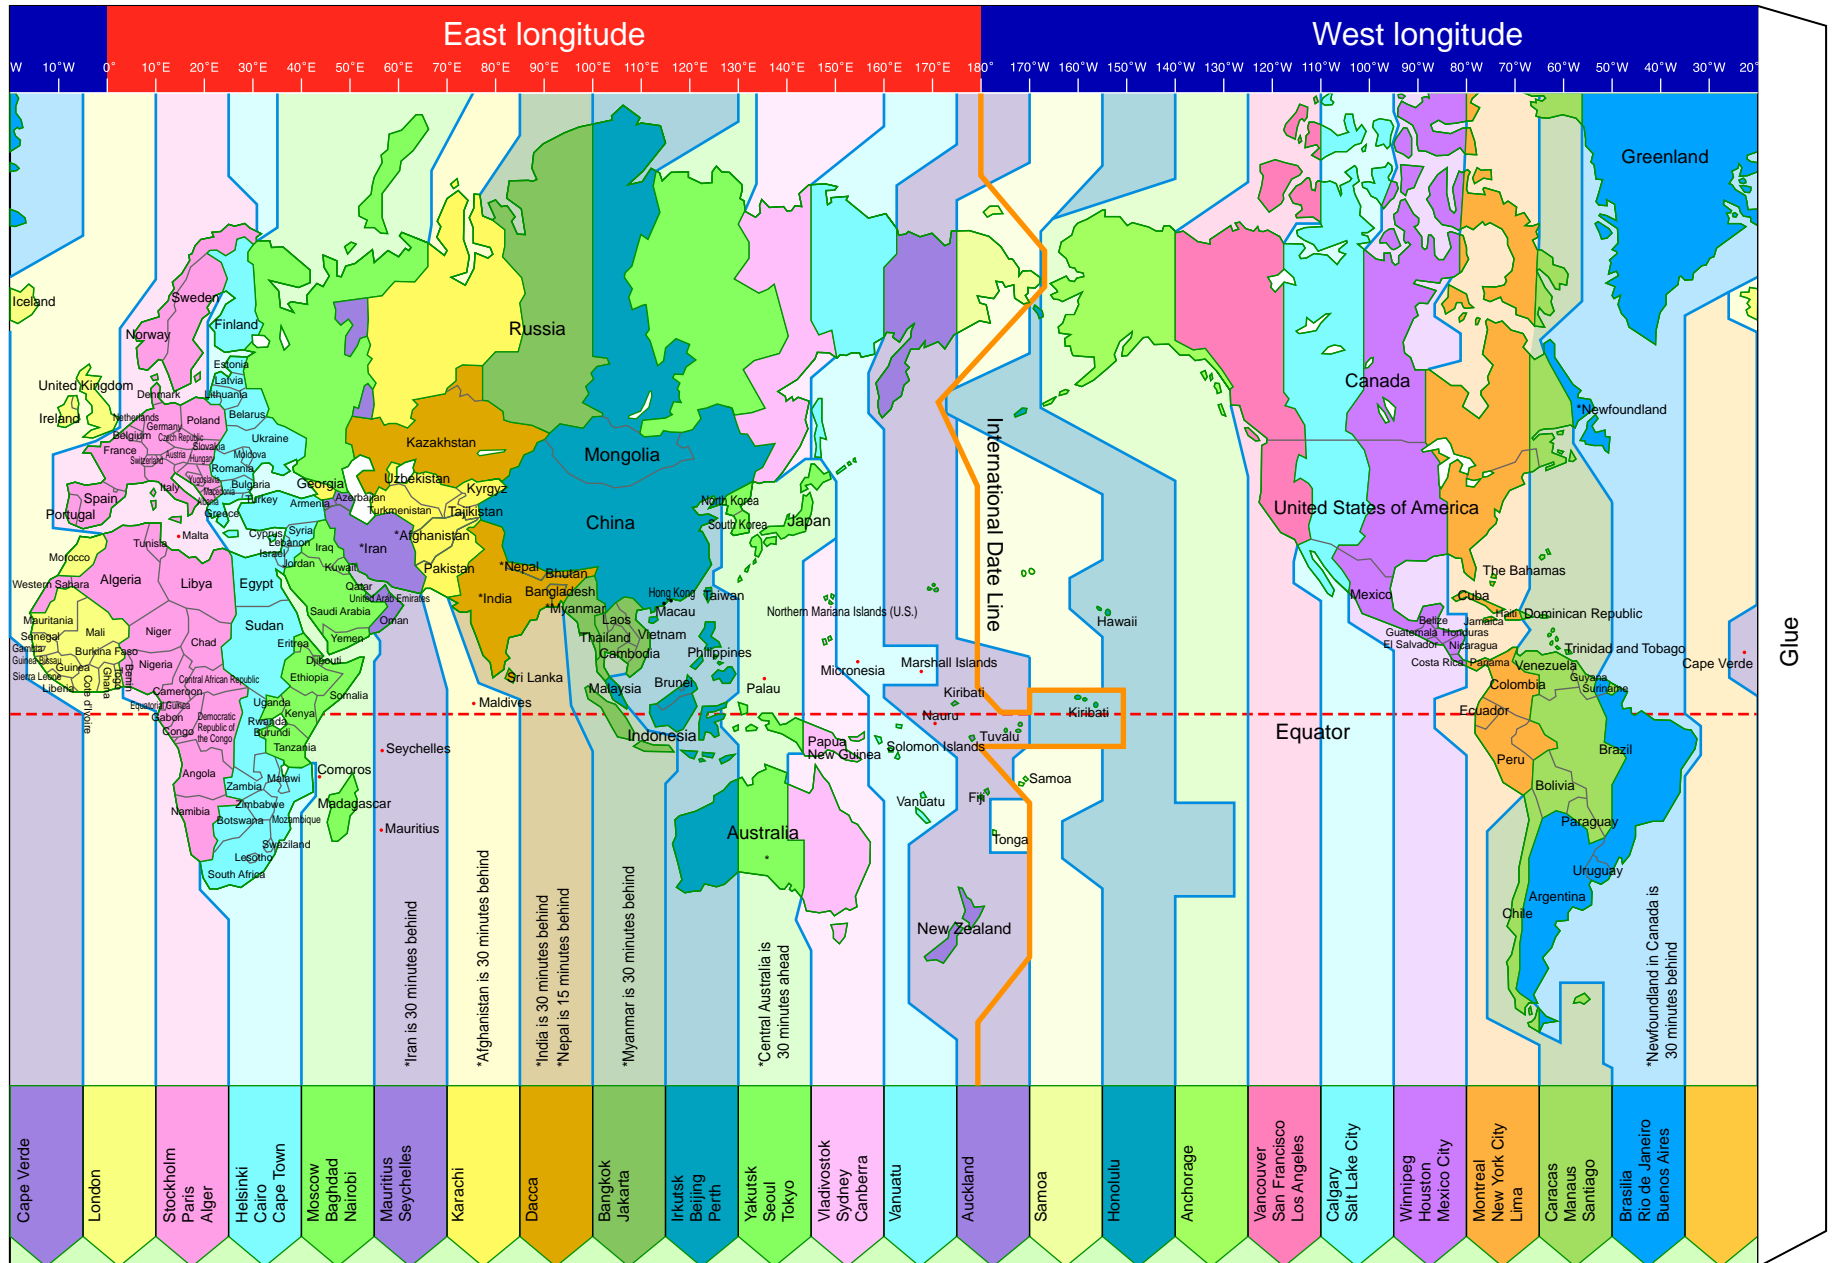 East longitude
West longitude
W 10°W 0° 10°E 20°E 30°E 40°E 50°E 60°E 70°E 80°E 90°E 100°E 110°E 120°E 130°E 140°E 150°E 160°E 170°E 180° 170°W 160°W 150°W 140°W 130°W 120°W 110°W 100°W 90°W 80°W 70°W 60°W 50°W 40°W 30°W 20°
Greenland
Iceland
Sweden
Norway
Finland
Russia
Estonia
Latvia
Lithuania
United Kingdom
Ireland
Denmark
Netherlands
Belgium
Germany
Poland
Belarus
Czech Republic
Slovakia
Ukraine
France
Switzerland
Austria
Hungary
Moldova
Romania
Yugoslavia
Macedonia
Bulgaria
Italy
Spain
Portugal
Greece
Turkey
Georgia
Armenia
Azerbaijan
Kazakhstan
Uzbekistan
Turkmenistan
Kyrgyz
Tajikistan
Mongolia
China
North Korea
South Korea
Japan
Canada
*Newfoundland
United States of America
International Date Line
Malta
Tunisia
Morocco
Western Sahara
Algeria
Libya
Egypt
Cyprus
Lebanon
Israel
Syria
Jordan
Iraq
Kuwait
*Iran
*Afghanistan
Pakistan
Qatar
United Arab Emirates
Saudi Arabia
Oman
Yemen
*Nepal
Bhutan
Bangladesh
*India
*Myanmar
Laos
Thailand
Vietnam
Cambodia
Hong Kong
Macau
Taiwan
Philippines
Northern Mariana Islands (U.S.)
Micronesia
Marshall Islands
Palau
Hawaii
Mexico
The Bahamas
Cuba
Haiti
Dominican Republic
Jamaica
Belize
Guatemala
Honduras
El Salvador
Nicaragua
Costa Rica
Panama
Trinidad and Tobago
Cape Verde
Mauritania
Senegal
Gambia
Guinea Bissau
Guinea
Sierra Leone
Liberia
Mali
Burkina Faso
Cote d'Ivoire
Ghana
Togo
Benin
Niger
Nigeria
Chad
Sudan
Eritrea
Djibouti
Ethiopia
Somalia
Central African Republic
Cameroon
Equatorial Guinea
Gabon
Congo
Democratic
Republic of
the Congo
Uganda
Kenya
Rwanda
Burundi
Tanzania
Sri Lanka
Maldives
Malaysia
Brunei
Indonesia
Kiribati
Nauru
Tuvalu
Kiribati
Solomon Islands
Papua
New Guinea
Equator
Venezuela
Guyana
Suriname
Colombia
Ecuador
Peru
Brazil
Bolivia
Paraguay
Uruguay
Argentina
Chile
Seychelles
Comoros
Madagascar
Mauritius
Angola
Zambia
Malawi
Zimbabwe
Mozambique
Namibia
Botswana
Swaziland
Lesotho
South Africa
Australia
*
Vanuatu
Fiji
Samoa
Tonga
New Zealand
*Iran is 30 minutes behind
*Afghanistan is 30 minutes behind
*India is 30 minutes behind
*Nepal is 15 minutes behind
*Myanmar is 30 minutes behind
*Central Australia is
30 minutes ahead
*Newfoundland in Canada is
30 minutes behind
Glue
Cape Verde
London
Stockholm
Paris
Alger
Helsinki
Cairo
Cape Town
Moscow
Baghdad
Nairobi
Mauritius
Seychelles
Karachi
Dacca
Bangkok
Jakarta
Irkutsk
Beijing
Perth
Yakutsk
Seoul
Tokyo
Vladivostok
Sydney
Canberra
Vanuatu
Auckland
Samoa
Honolulu
Anchorage
Vancouver
San Francisco
Los Angeles
Calgary
Salt Lake City
Winnipeg
Houston
Mexico City
Montreal
New York City
Lima
Caracas
Manaus
Santiago
Brasilia
Rio de Janeiro
Buenos Aires